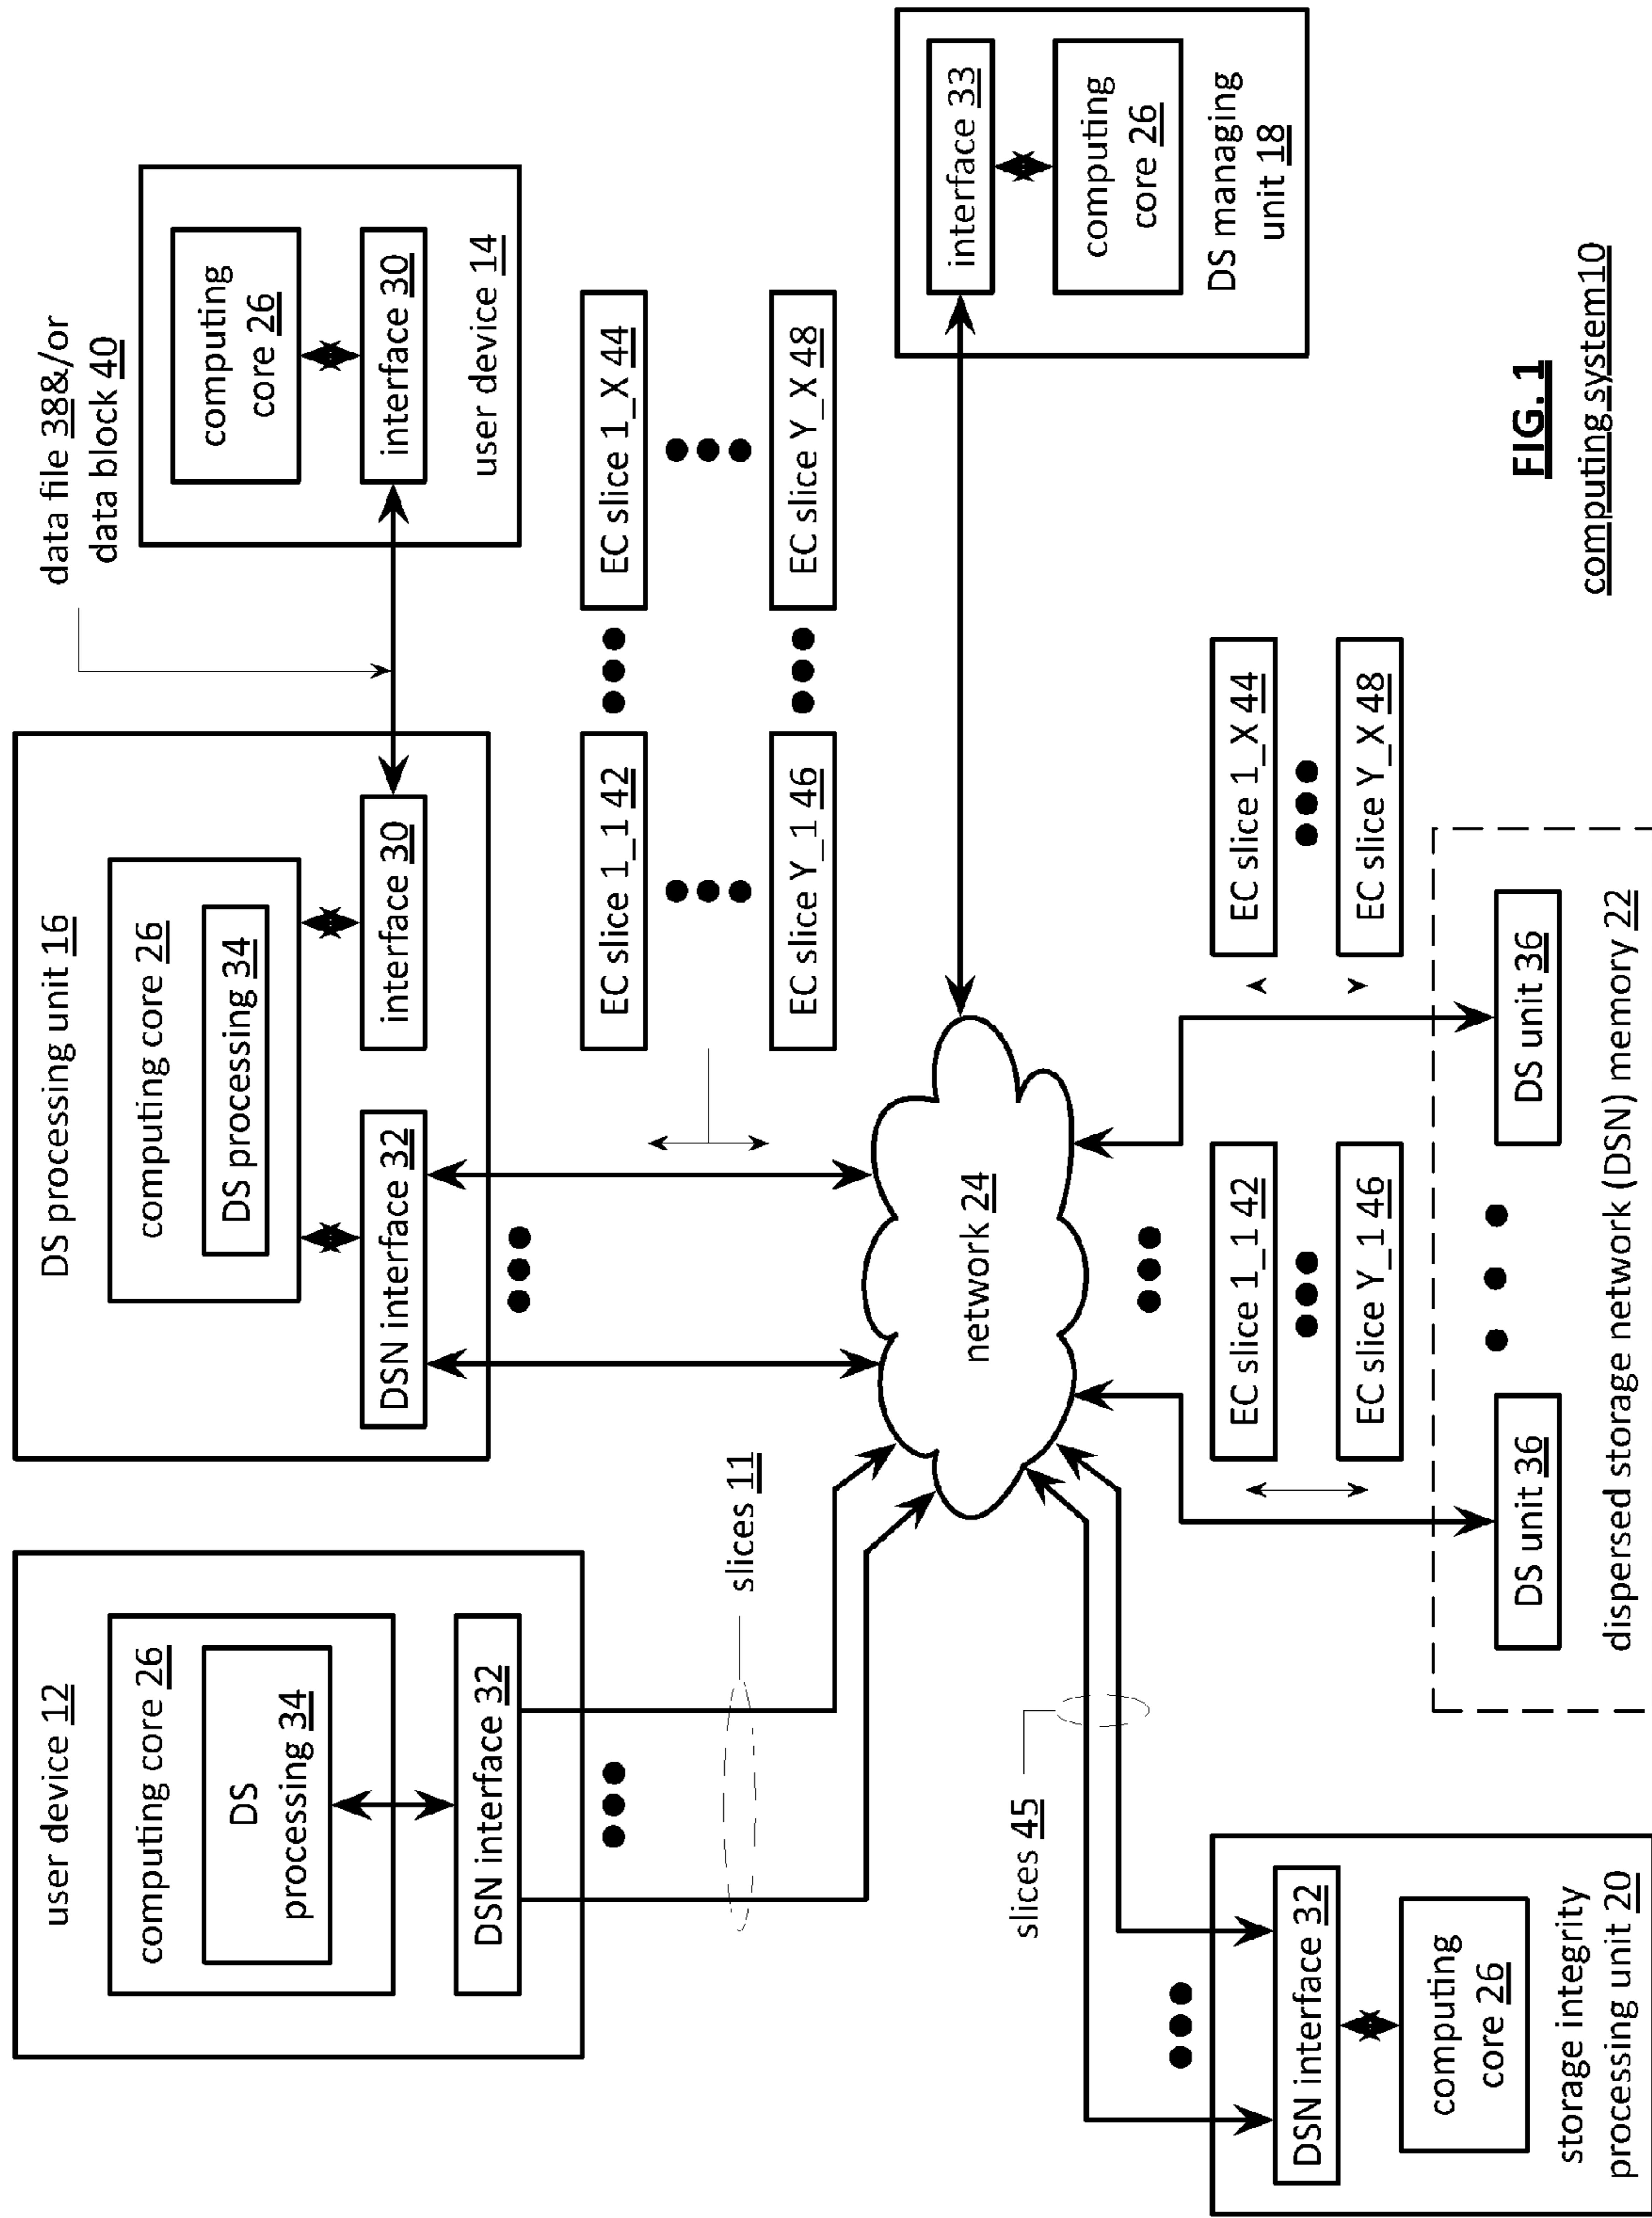 user device 12
computing core 26
DS
processing 34
DSN interface 32
slices 11
DS processing unit 16
computing core 26
DS processing 34
DSN interface 32
interface 30
data file 38&/or
data block 40
computing
core 26
interface 30
user device 14
EC slice 1_1 42
EC slice 1_X 44
EC slice Y_1 46
EC slice Y_X 48
network 24
interface 33
computing
core 26
DS managing
unit 18
slices 45
DSN interface 32
computing
core 26
storage integrity
processing unit 20
EC slice 1_1 42
EC slice Y_1 46
EC slice 1_X 44
EC slice Y_X 48
DS unit 36
DS unit 36
dispersed storage network (DSN) memory 22
FIG. 1
computing system10